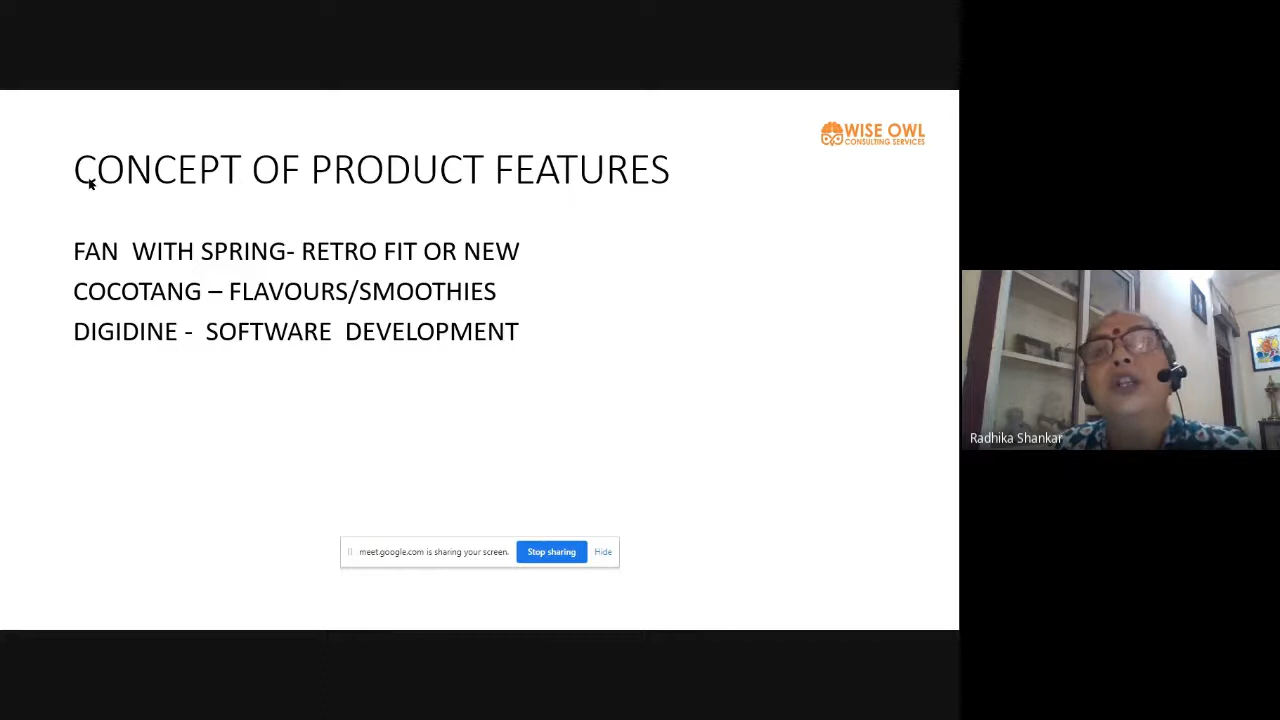 WISE OWL
CONSULTING SERVICES
CONCEPT OF PRODUCT FEATURES
FAN WITH SPRING- RETRO FIT OR NEW
COCOTANG – FLAVOURS/SMOOTHIES
DIGIDINE - SOFTWARE DEVELOPMENT
Radhika Shankar
meet.google.com is sharing your screen. Stop sharing Hide